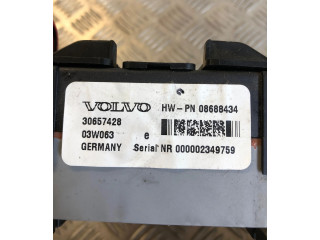 VOLVO HW-PN 08688434
30657428
03W063 e
GERMANY Serial NR 000002349759